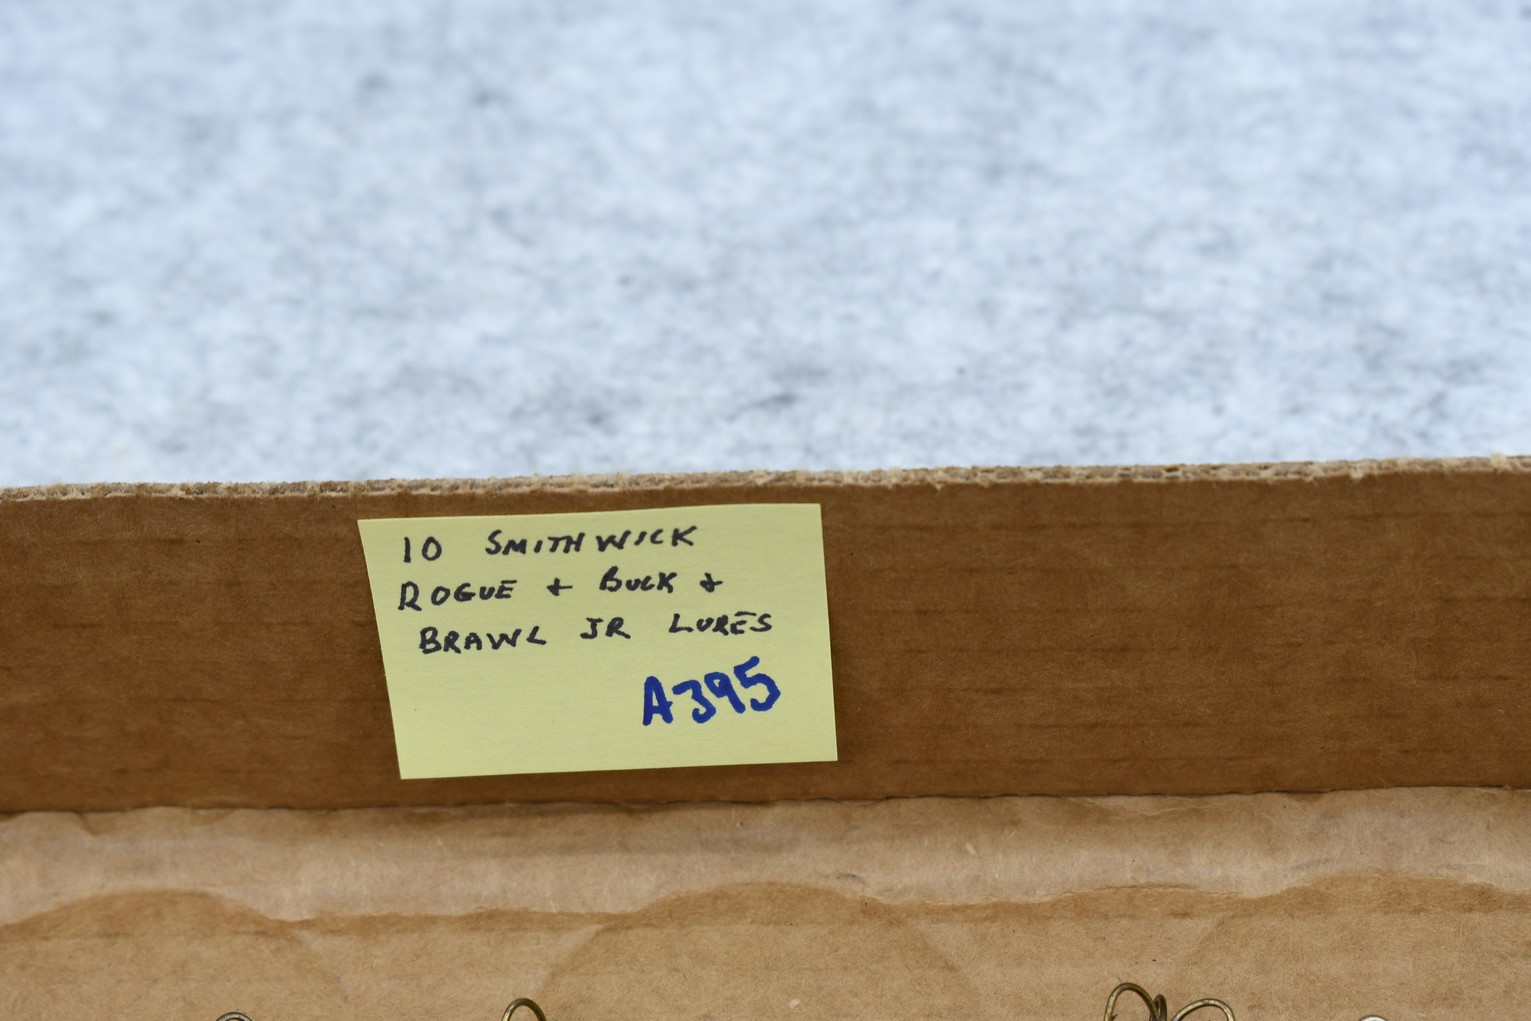 10 SMITHWICK
ROGUE + BUCK +
BRAWL JR LURES
A395